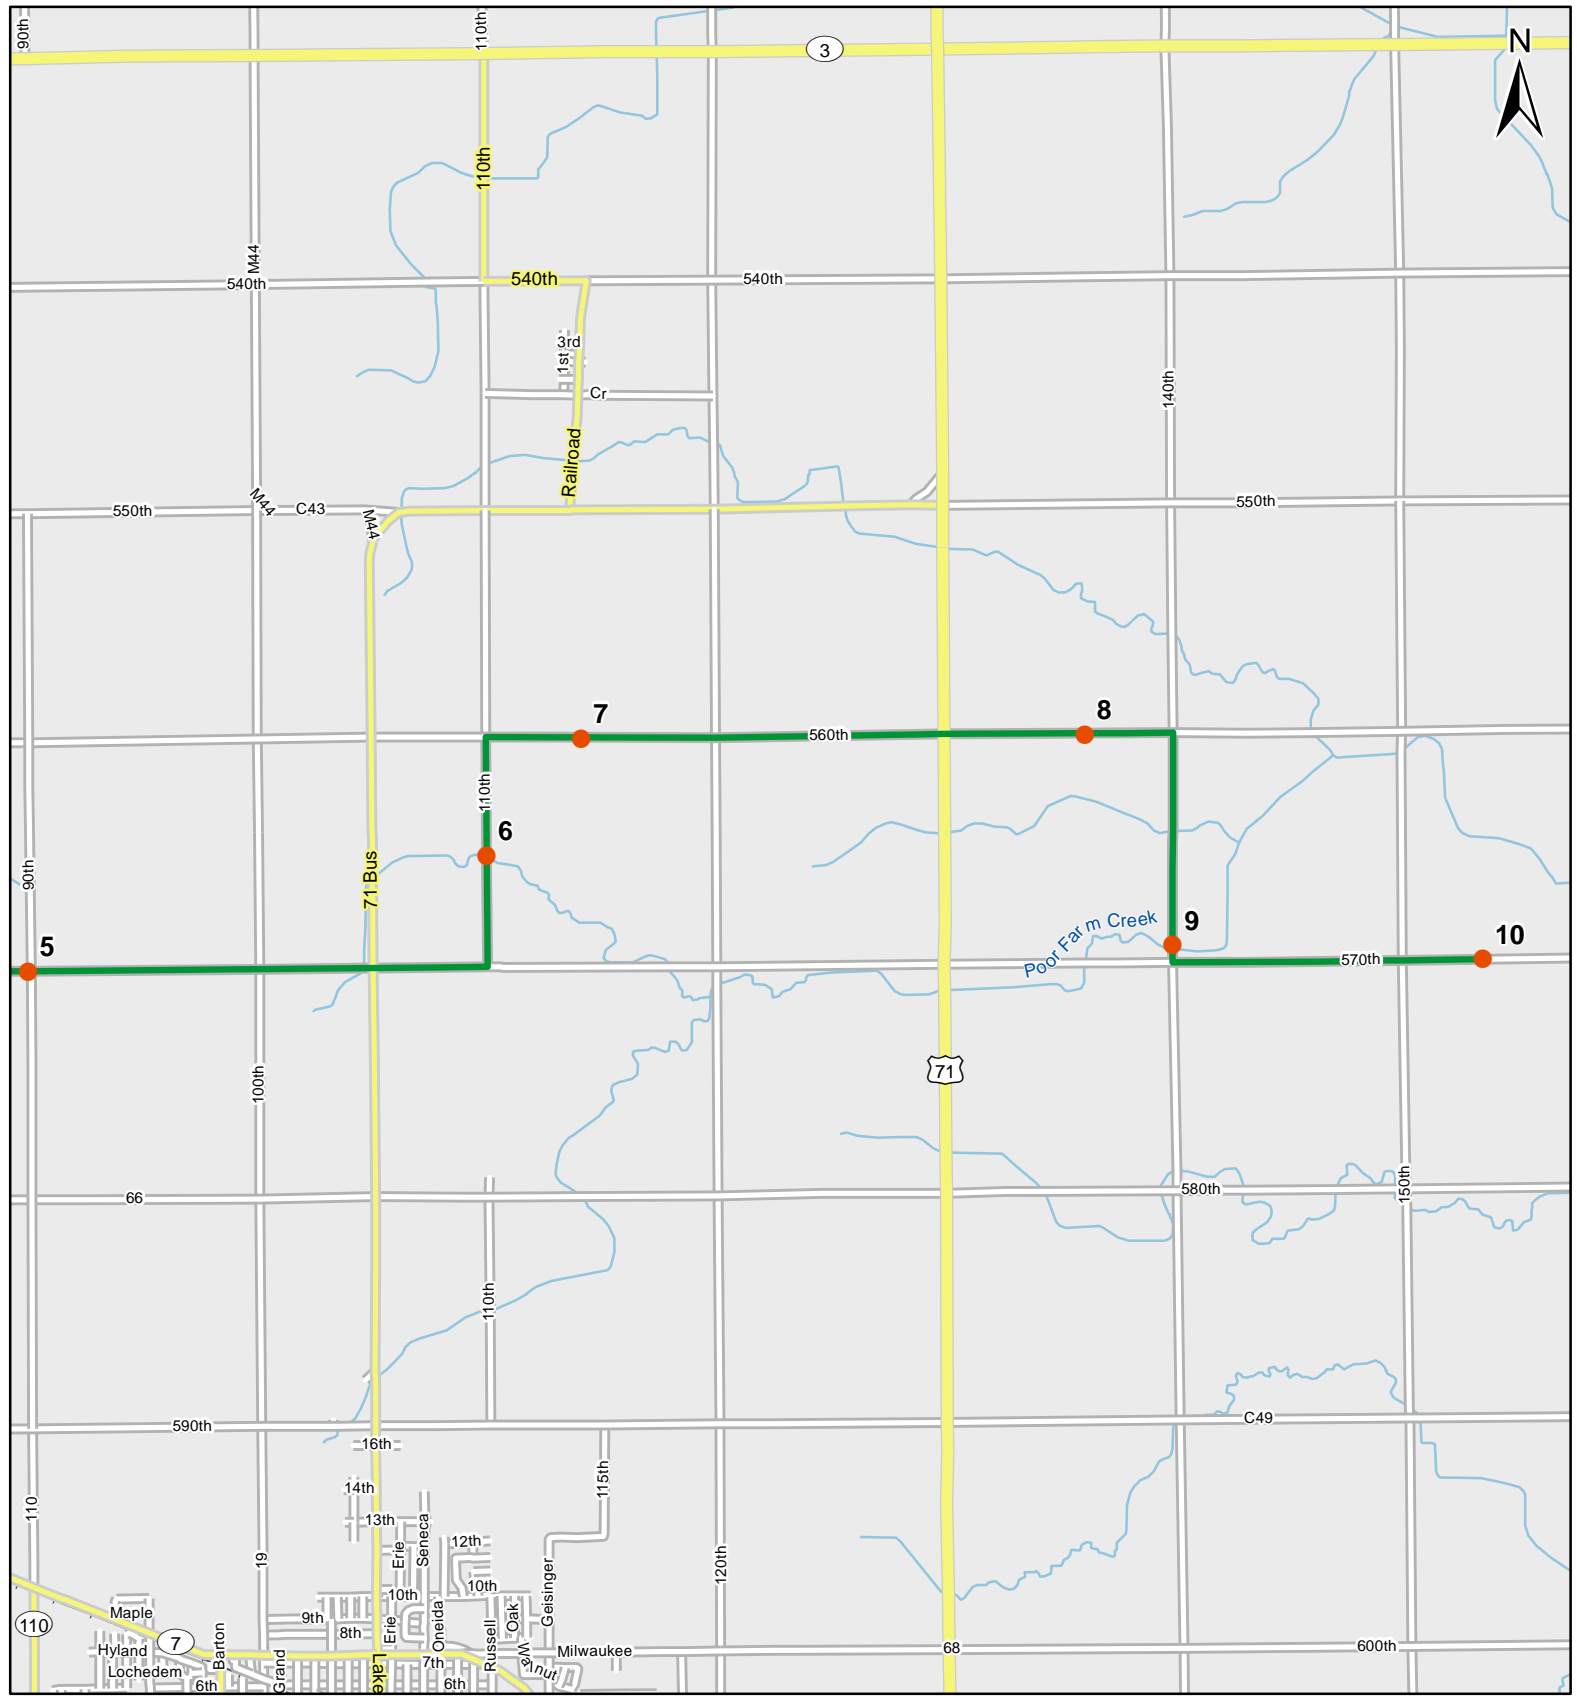 90th
110th
3
N
110th
M44
540th
540th
540th
3rd
1st
Cr
140th
Railroad
550th
M44
C43
M44
550th
7
8
560th
110th
6
90th
71 Bus
5
9
Poor Farm Creek
10
570th
71
100th
66
580th
150th
110th
590th
C49
16th
14th
115th
110
13th
Seneca
12th
Erie
19
120th
10th
10th
Geisinger
Maple
9th
Oak
110
7
8th
Erie
Oneida
Barton
Russell
Hyland
Milwaukee
68
600th
7th
Walnut
Lochedem
Grand
Lake
6th
6th